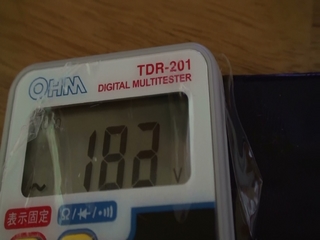 TDR-201
OHM DIGITAL MULTITESTER
~ 182 V
表示固定